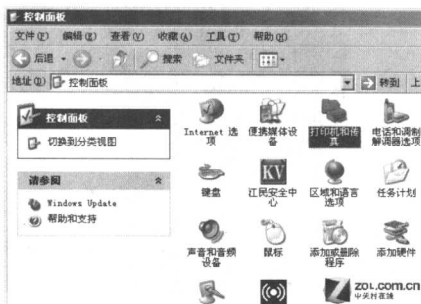 控制面板
文件(F) 编辑(E) 查看(V) 收藏(A) 工具(T) 帮助(H)
后退 搜索 文件夹
地址(D) 控制面板 转到 上
控制面板
切换到分类视图
请参阅
Windows Update
帮助和支持
Internet 选项
便携媒体设备
打印机和传真
电话和调制解调器选项
键盘
KV
江民安全中心
区域和语言选项
任务计划
声音和音频设备
鼠标
添加或删除程序
添加硬件
ZOL.COM.CN
中关村在线